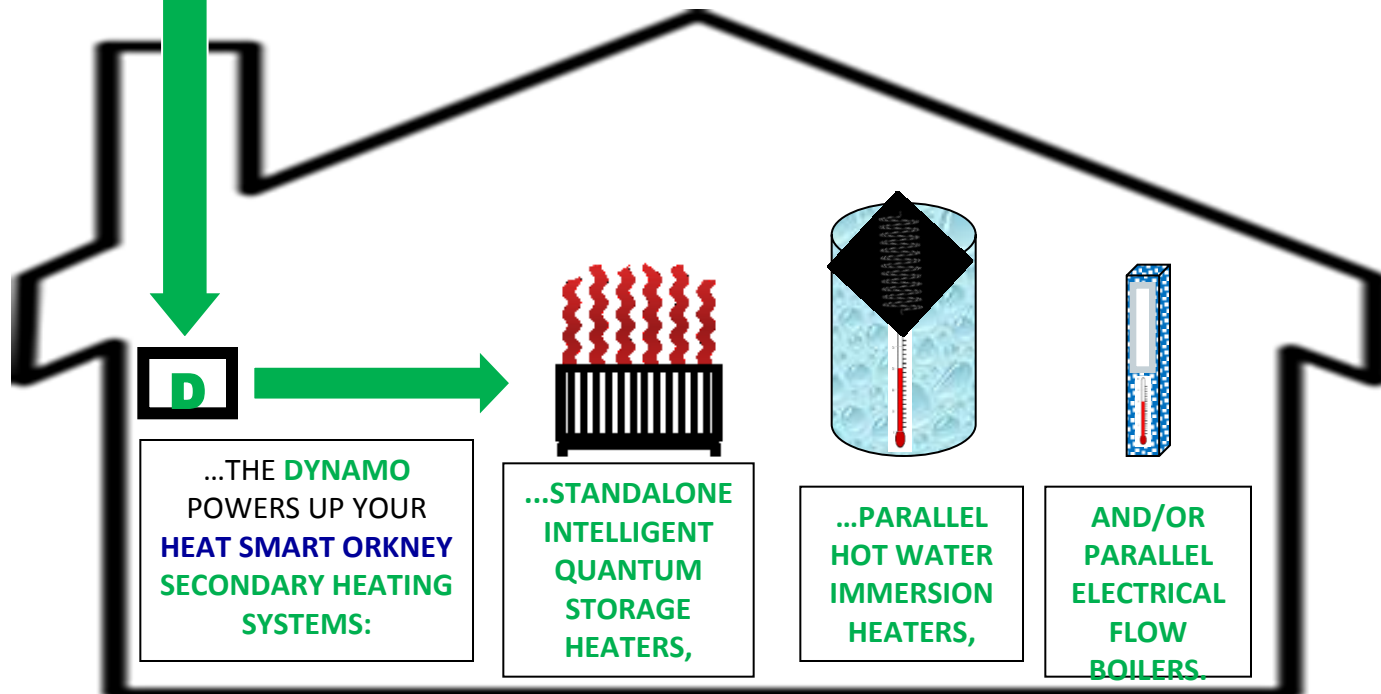 D
...THE DYNAMO
POWERS UP YOUR
HEAT SMART ORKNEY
SECONDARY HEATING
SYSTEMS:
...STANDALONE
INTELLIGENT
QUANTUM
STORAGE
HEATERS,
...PARALLEL
HOT WATER
IMMERSION
HEATERS,
AND/OR
PARALLEL
ELECTRICAL
FLOW
BOILERS.